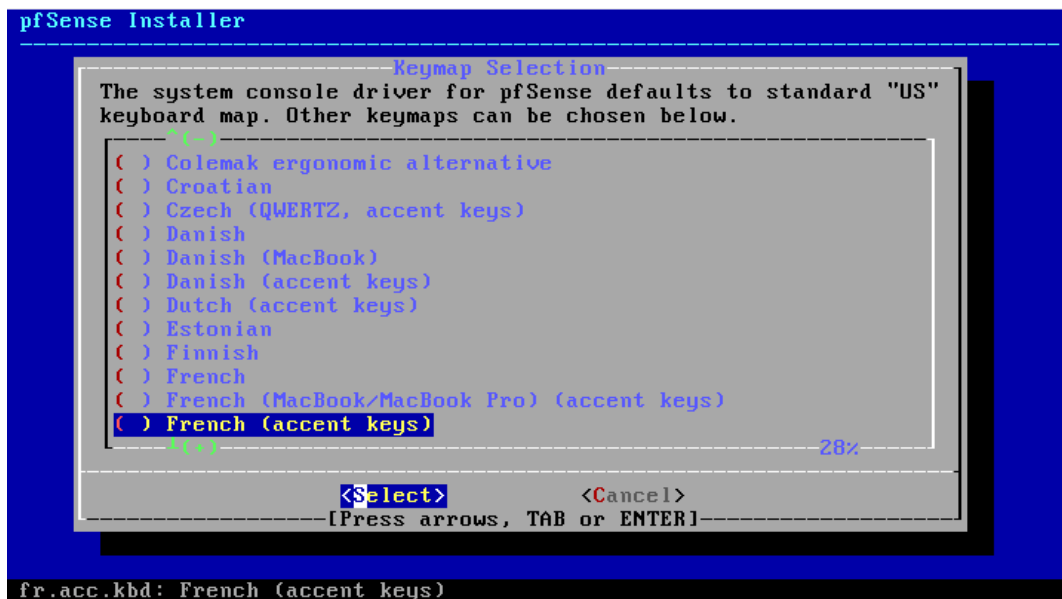 pfSense Installer
Keymap Selection
The system console driver for pfSense defaults to standard "US"
keyboard map. Other keymaps can be chosen below.
^(-)
( ) Colemak ergonomic alternative
( ) Croatian
( ) Czech (QWERTZ, accent keys)
( ) Danish
( ) Danish (MacBook)
( ) Danish (accent keys)
( ) Dutch (accent keys)
( ) Estonian
( ) Finnish
( ) French
( ) French (MacBook/MacBook Pro) (accent keys)
( ) French (accent keys)
┴(+) 28%
<Select> <Cancel>
[Press arrows, TAB or ENTER]
fr.acc.kbd: French (accent keys)